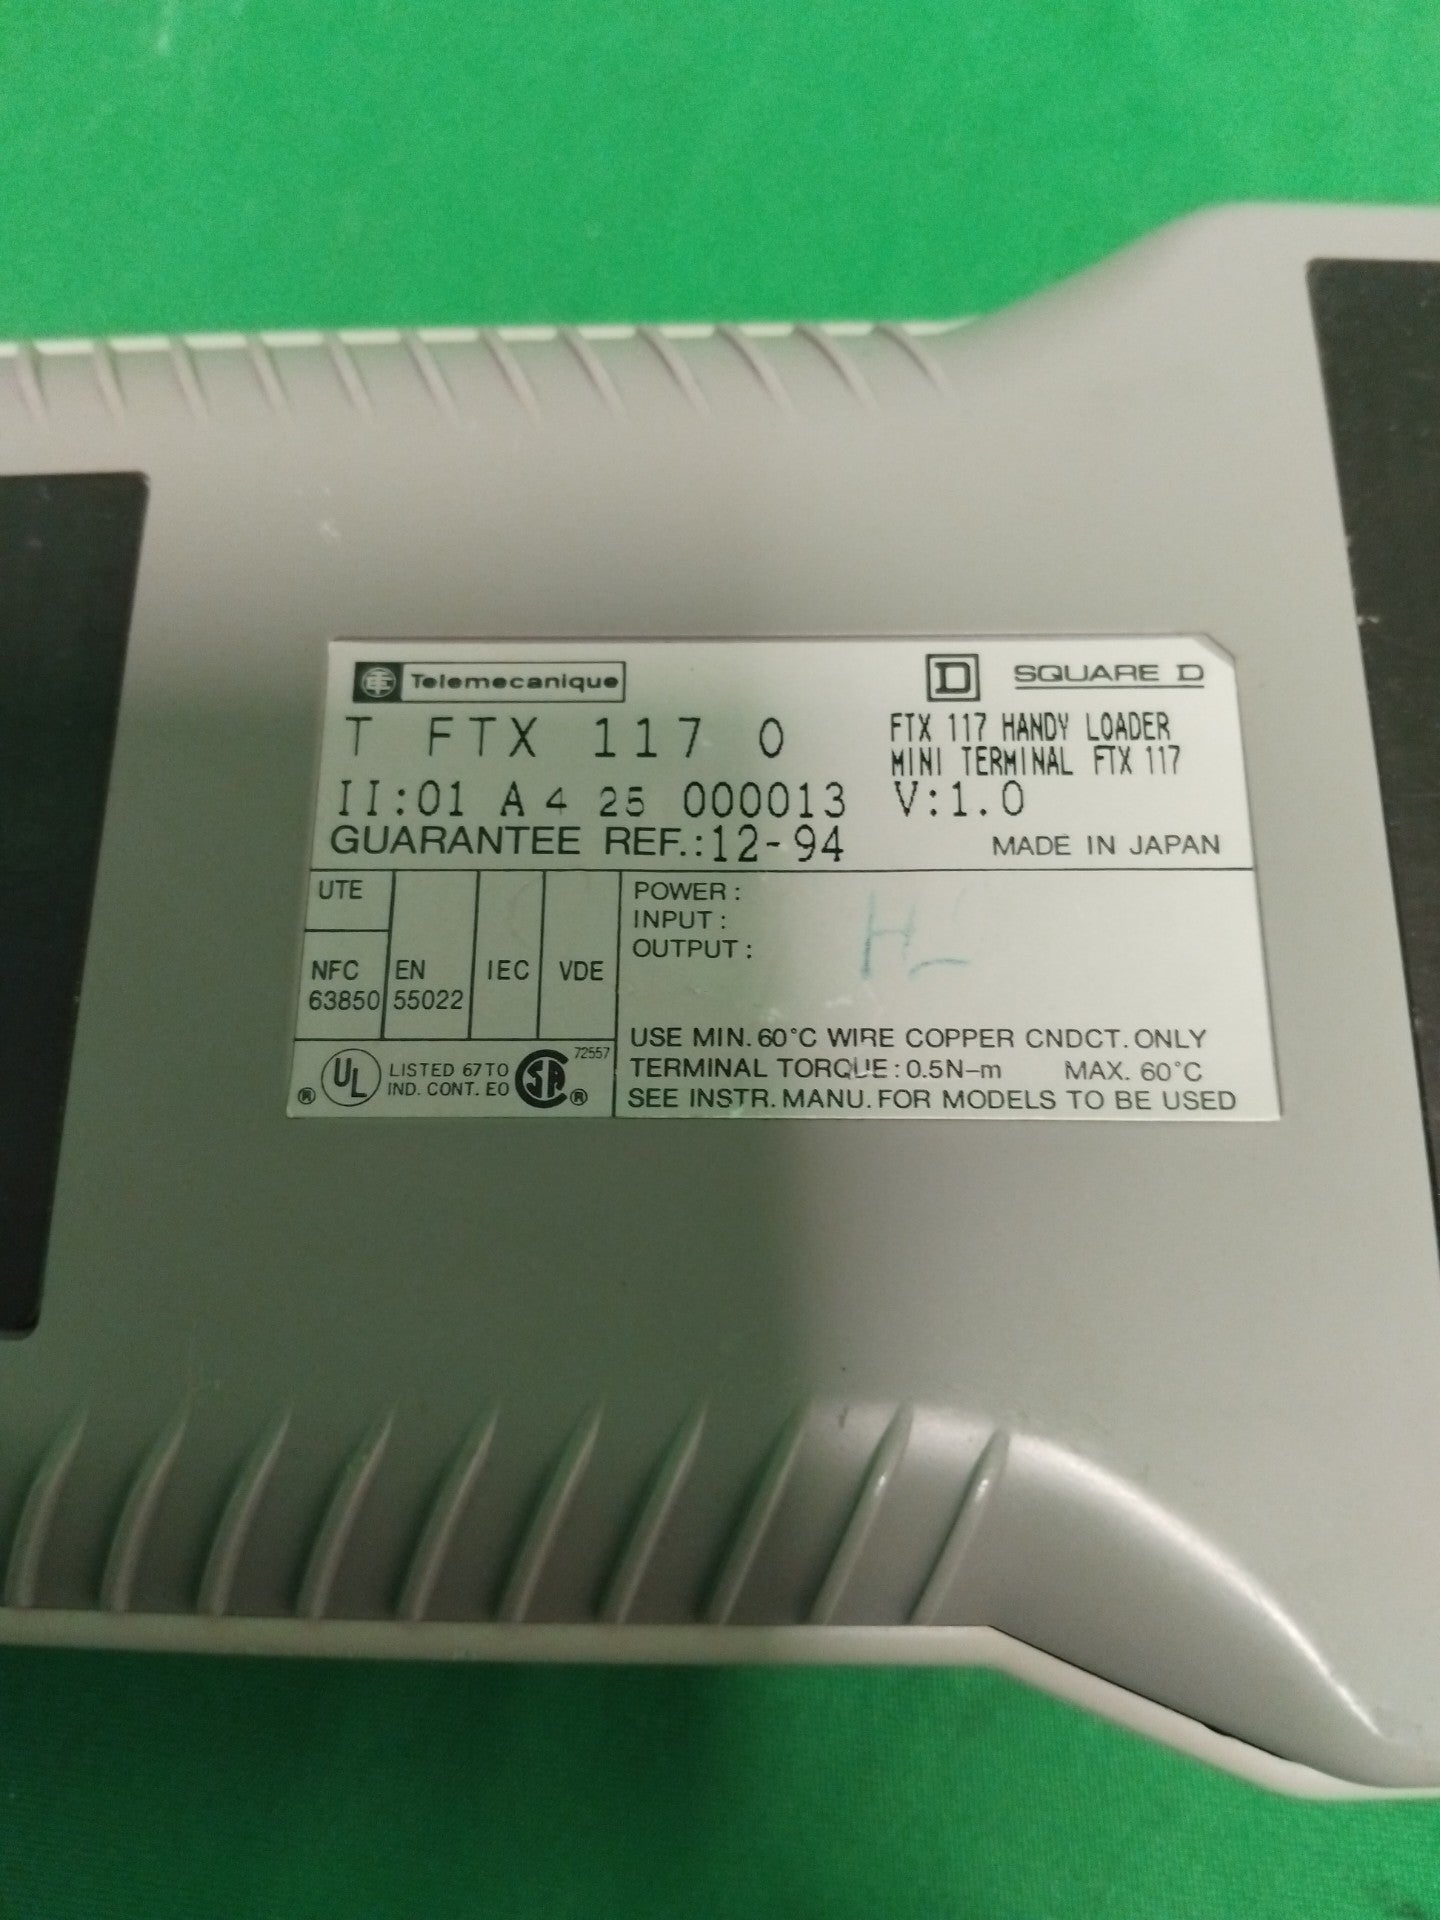 Telemecanique D SQUARE D
T FTX 117 0 FTX 117 HANDY LOADER
MINI TERMINAL FTX 117
II:01 A 4 25 000013 V:1.0
GUARANTEE REF.:12-94 MADE IN JAPAN
UTE
NFC
63850
EN
55022
IEC
VDE
POWER :
INPUT :
OUTPUT :
USE MIN. 60°C WIRE COPPER CNDCT. ONLY
TERMINAL TORQUE : 0.5N-m MAX. 60°C
SEE INSTR. MANU. FOR MODELS TO BE USED
UL ® LISTED 67TO
IND. CONT. EQ
SA ® 72557